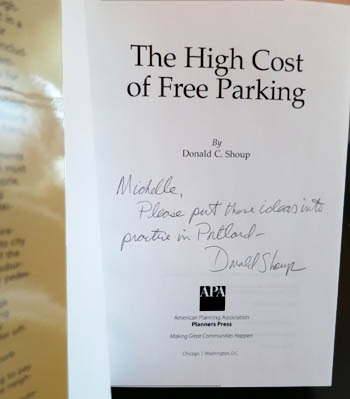 The High Cost
of Free Parking
By
Donald C. Shoup
Michelle,
Please put these ideas into
practice in Portland-
Donald Shoup
APA
American Planning Association
Planners Press
Making Great Communities Happen
Chicago | Washington, D.C.